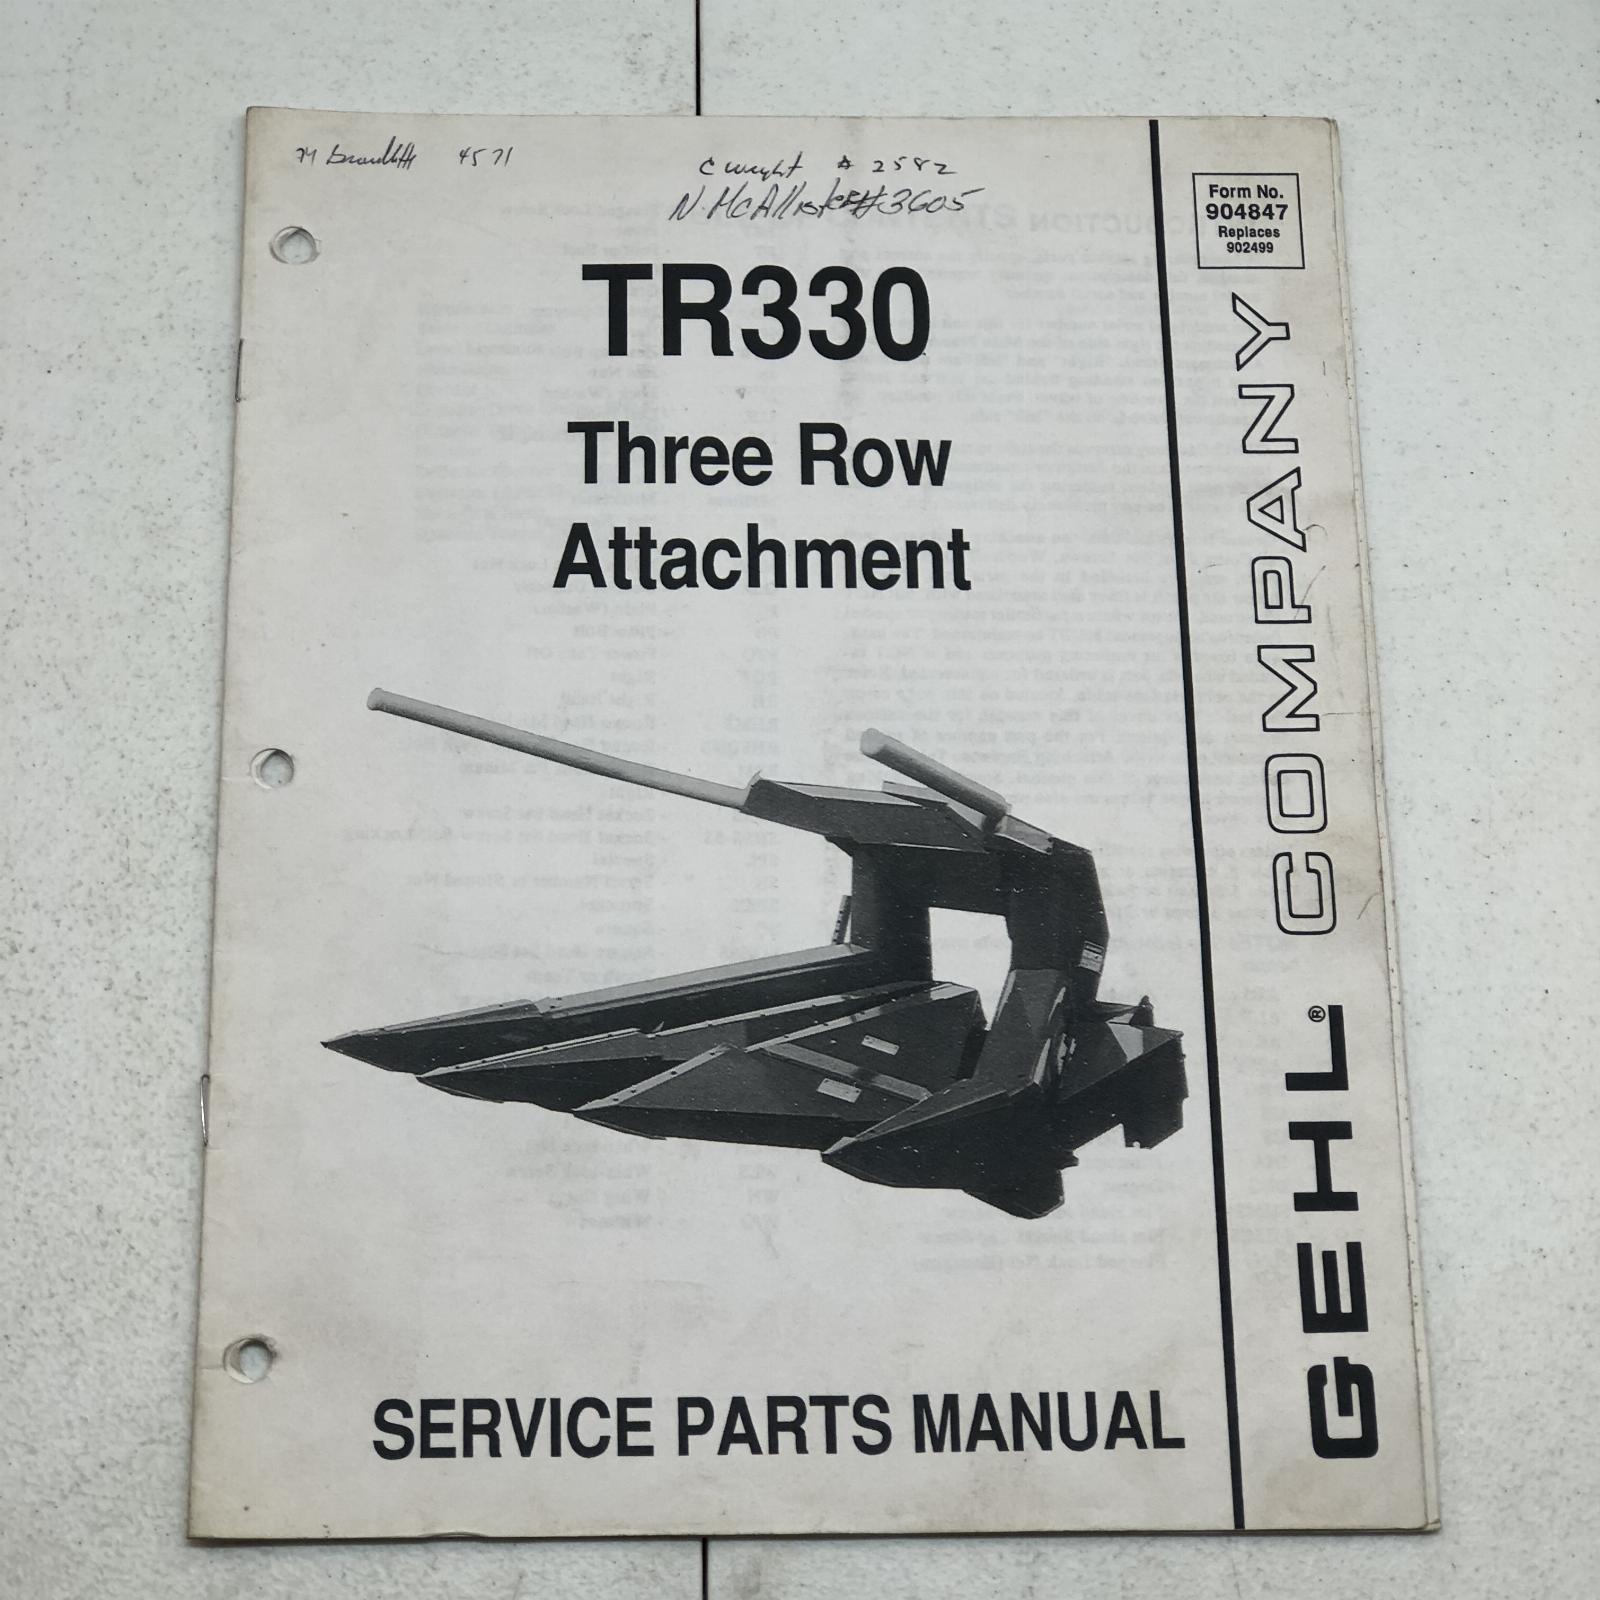 4571
C Wright # 2582
N. McAllister #3605
Form No.
904847
Replaces
902499
TR330
Three Row
Attachment
GEHL® COMPANY
SERVICE PARTS MANUAL